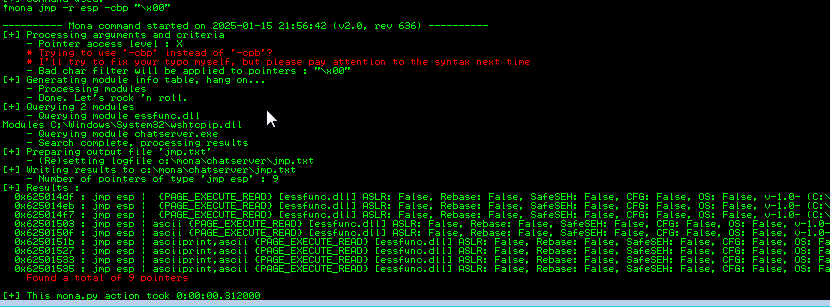 !mona jmp -r esp -cbp "\x00"
---------- Mona command started on 2025-01-15 21:56:42 (v2.0, rev 636) ----------
[+] Processing arguments and criteria
- Pointer access level : X
# Trying to use '-cbp' instead of '-cpb'?
# I'll try to fix your typo myself, but please pay attention to the syntax next time
- Bad char filter will be applied to pointers : "\x00"
[+] Generating module info table, hang on...
- Processing modules
- Done. Let's rock 'n roll.
[+] Querying 2 modules
- Querying module essfunc.dll
Modules C:\Windows\System32\wshtcpip.dll
- Querying module chatserver.exe
- Search complete, processing results
[+] Preparing output file 'jmp.txt'
- (Re)setting logfile c:\mona\chatserver\jmp.txt
[+] Writing results to c:\mona\chatserver\jmp.txt
- Number of pointers of type 'jmp esp' : 9
[+] Results :
0x625014df : jmp esp | {PAGE_EXECUTE_READ} [essfunc.dll] ASLR: False, Rebase: False, SafeSEH: False, CFG: False, OS: False, v-1.0- (C:\
0x625014eb : jmp esp | {PAGE_EXECUTE_READ} [essfunc.dll] ASLR: False, Rebase: False, SafeSEH: False, CFG: False, OS: False, v-1.0- (C:\
0x625014f7 : jmp esp | {PAGE_EXECUTE_READ} [essfunc.dll] ASLR: False, Rebase: False, SafeSEH: False, CFG: False, OS: False, v-1.0- (C:\
0x62501503 : jmp esp | ascii {PAGE_EXECUTE_READ} [essfunc.dll] ASLR: False, Rebase: False, SafeSEH: False, CFG: False, OS: False, v-1.
0x6250150f : jmp esp | ascii {PAGE_EXECUTE_READ} [essfunc.dll] ASLR: False, Rebase: False, SafeSEH: False, CFG: False, OS: False, v-1.
0x6250151b : jmp esp | asciiprint,ascii {PAGE_EXECUTE_READ} [essfunc.dll] ASLR: False, Rebase: False, SafeSEH: False, CFG: False, OS:
0x62501527 : jmp esp | asciiprint,ascii {PAGE_EXECUTE_READ} [essfunc.dll] ASLR: False, Rebase: False, SafeSEH: False, CFG: False, OS:
0x62501533 : jmp esp | asciiprint,ascii {PAGE_EXECUTE_READ} [essfunc.dll] ASLR: False, Rebase: False, SafeSEH: False, CFG: False, OS:
0x62501535 : jmp esp | asciiprint,ascii {PAGE_EXECUTE_READ} [essfunc.dll] ASLR: False, Rebase: False, SafeSEH: False, CFG: False, OS:
Found a total of 9 pointers
[+] This mona.py action took 0:00:00.312000